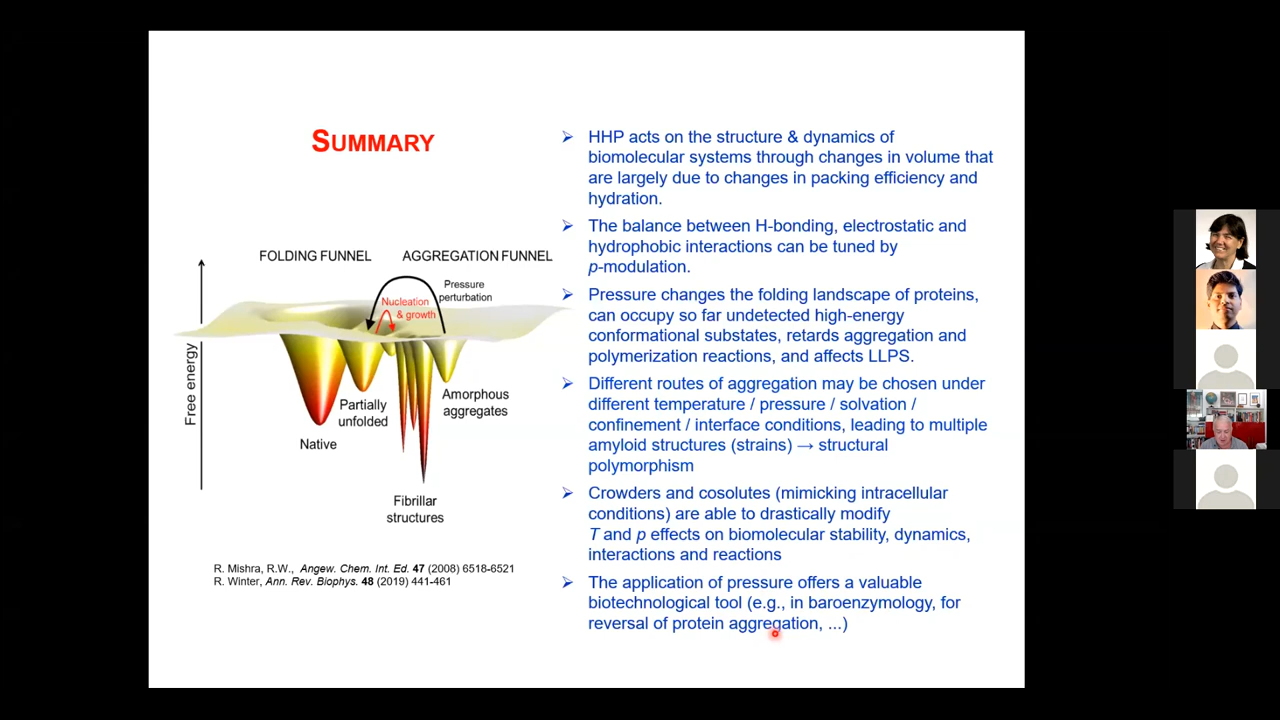 SUMMARY
FOLDING FUNNEL
AGGREGATION FUNNEL
Pressure
perturbation
Nucleation
& growth
Free energy
Native
Partially
unfolded
Amorphous
aggregates
Fibrillar
structures
R. Mishra, R.W., Angew. Chem. Int. Ed. 47 (2008) 6518-6521
R. Winter, Ann. Rev. Biophys. 48 (2019) 441-461
➢ HHP acts on the structure & dynamics of
biomolecular systems through changes in volume that
are largely due to changes in packing efficiency and
hydration.
➢ The balance between H-bonding, electrostatic and
hydrophobic interactions can be tuned by
p-modulation.
➢ Pressure changes the folding landscape of proteins,
can occupy so far undetected high-energy
conformational substates, retards aggregation and
polymerization reactions, and affects LLPS.
➢ Different routes of aggregation may be chosen under
different temperature / pressure / solvation /
confinement / interface conditions, leading to multiple
amyloid structures (strains) → structural
polymorphism
➢ Crowders and cosolutes (mimicking intracellular
conditions) are able to drastically modify
T and p effects on biomolecular stability, dynamics,
interactions and reactions
➢ The application of pressure offers a valuable
biotechnological tool (e.g., in baroenzymology, for
reversal of protein aggregation, ...)